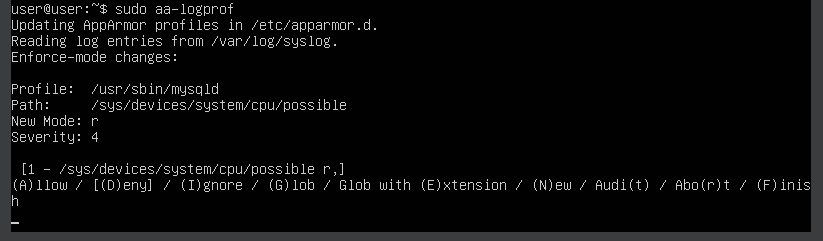 user@user:~$ sudo aa-logprof
Updating AppArmor profiles in /etc/apparmor.d.
Reading log entries from /var/log/syslog.
Enforce-mode changes:
Profile:  /usr/sbin/mysqld
Path:     /sys/devices/system/cpu/possible
New Mode: r
Severity: 4
[1 - /sys/devices/system/cpu/possible r,]
(A)llow / [(D)eny] / (I)gnore / (G)lob / Glob with (E)xtension / (N)ew / Audi(t) / Abo(r)t / (F)inis
h